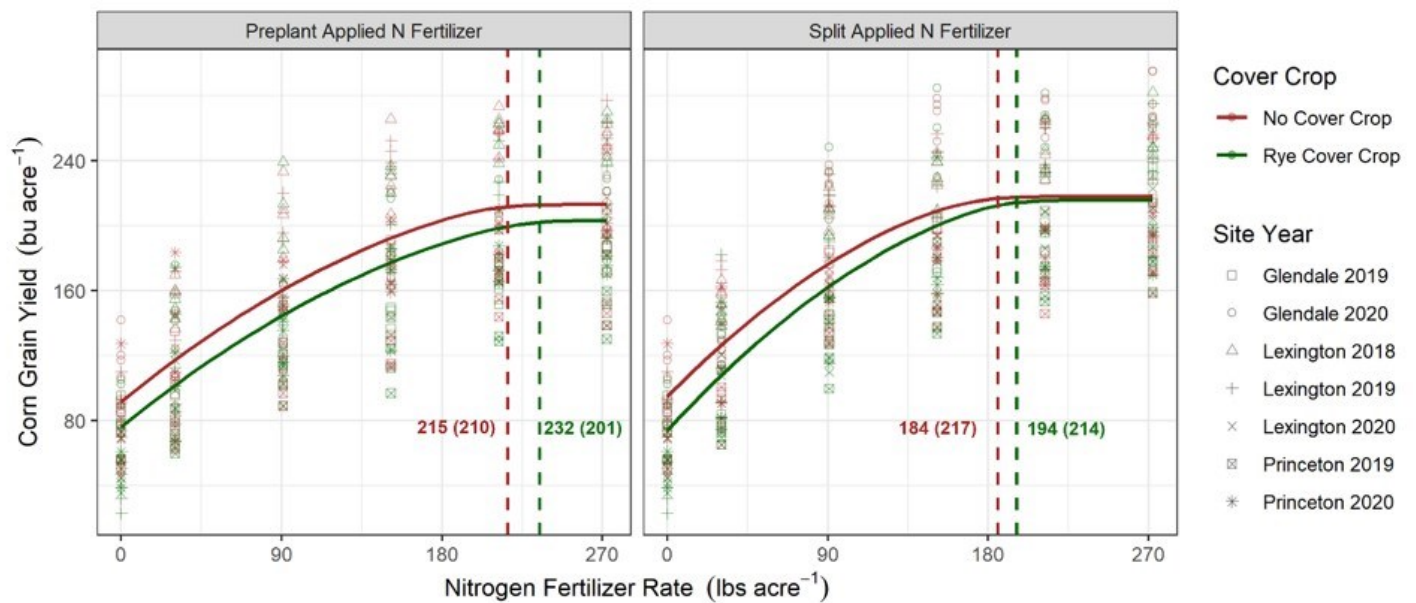 Preplant Applied N Fertilizer
Split Applied N Fertilizer
Corn Grain Yield (bu acre⁻¹)
240
160
80
215 (210)
232 (201)
184 (217)
194 (214)
0 90 180 270
0 90 180 270
Nitrogen Fertilizer Rate (lbs acre⁻¹)
Cover Crop
No Cover Crop
Rye Cover Crop
Site Year
Glendale 2019
Glendale 2020
Lexington 2018
Lexington 2019
Lexington 2020
Princeton 2019
Princeton 2020